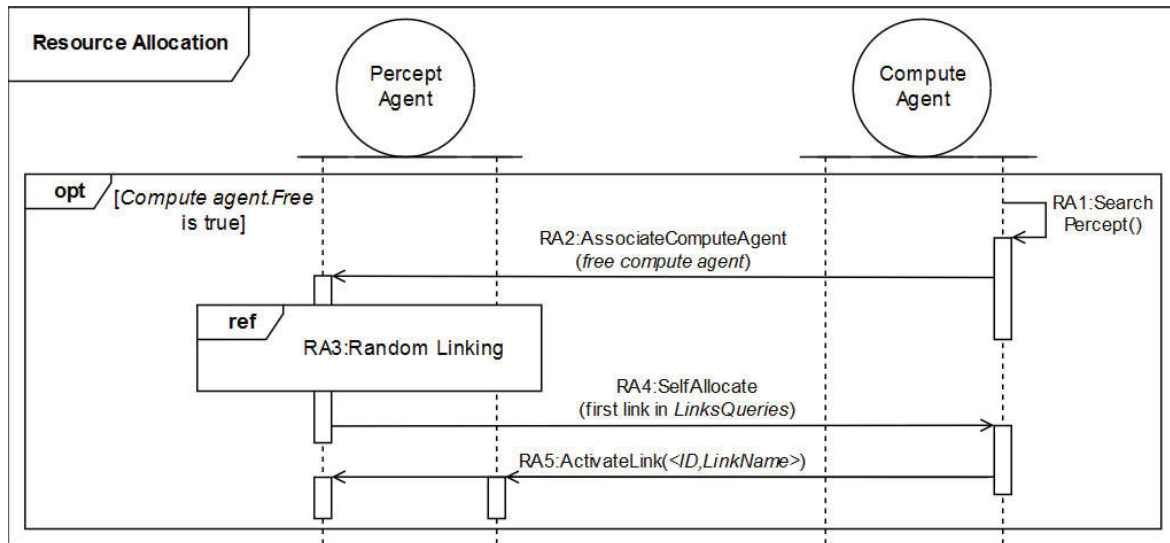 Resource Allocation
Percept
Agent
Compute
Agent
opt
[Compute agent.Free
is true]
RA1:Search
Percept()
RA2:AssociateComputeAgent
(free compute agent)
ref
RA3:Random Linking
RA4:SelfAllocate
(first link in LinksQueries)
RA5:ActivateLink(<ID,LinkName>)